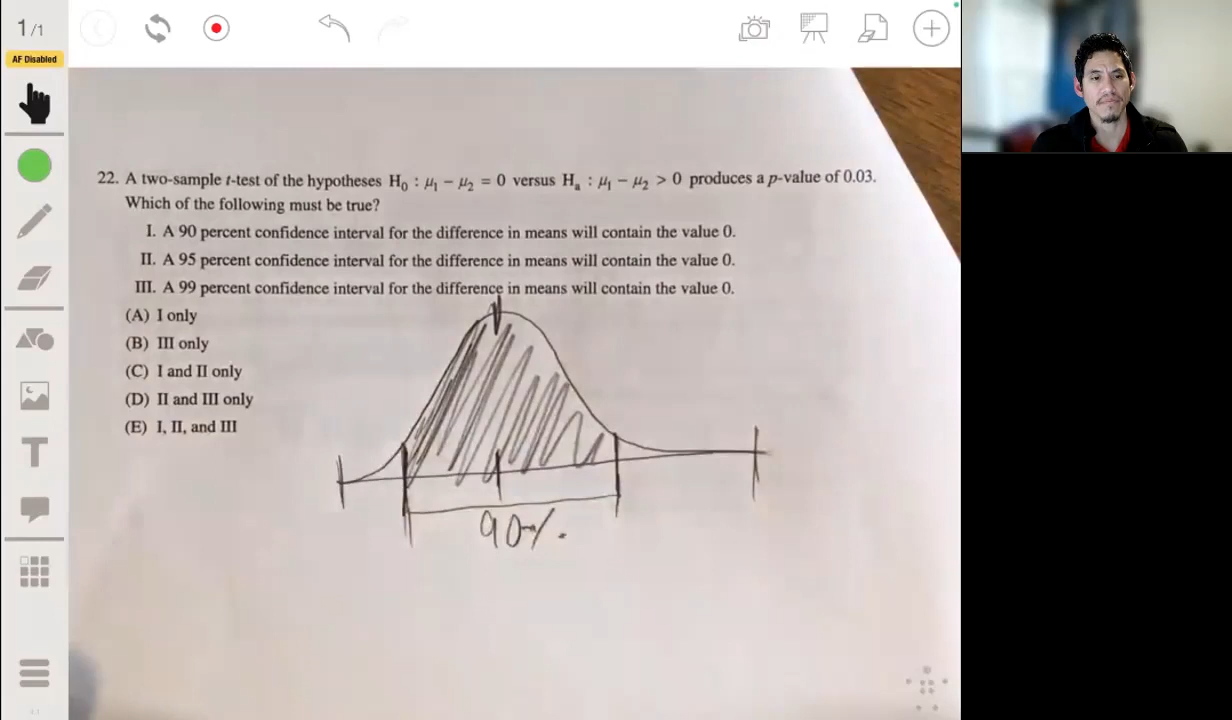 1/1
AF Disabled
22. A two-sample t-test of the hypotheses H₀ : μ₁ − μ₂ = 0 versus Hₐ : μ₁ − μ₂ > 0 produces a p-value of 0.03.
Which of the following must be true?
I. A 90 percent confidence interval for the difference in means will contain the value 0.
II. A 95 percent confidence interval for the difference in means will contain the value 0.
III. A 99 percent confidence interval for the difference in means will contain the value 0.
(A) I only
(B) III only
(C) I and II only
(D) II and III only
(E) I, II, and III
90%.
T